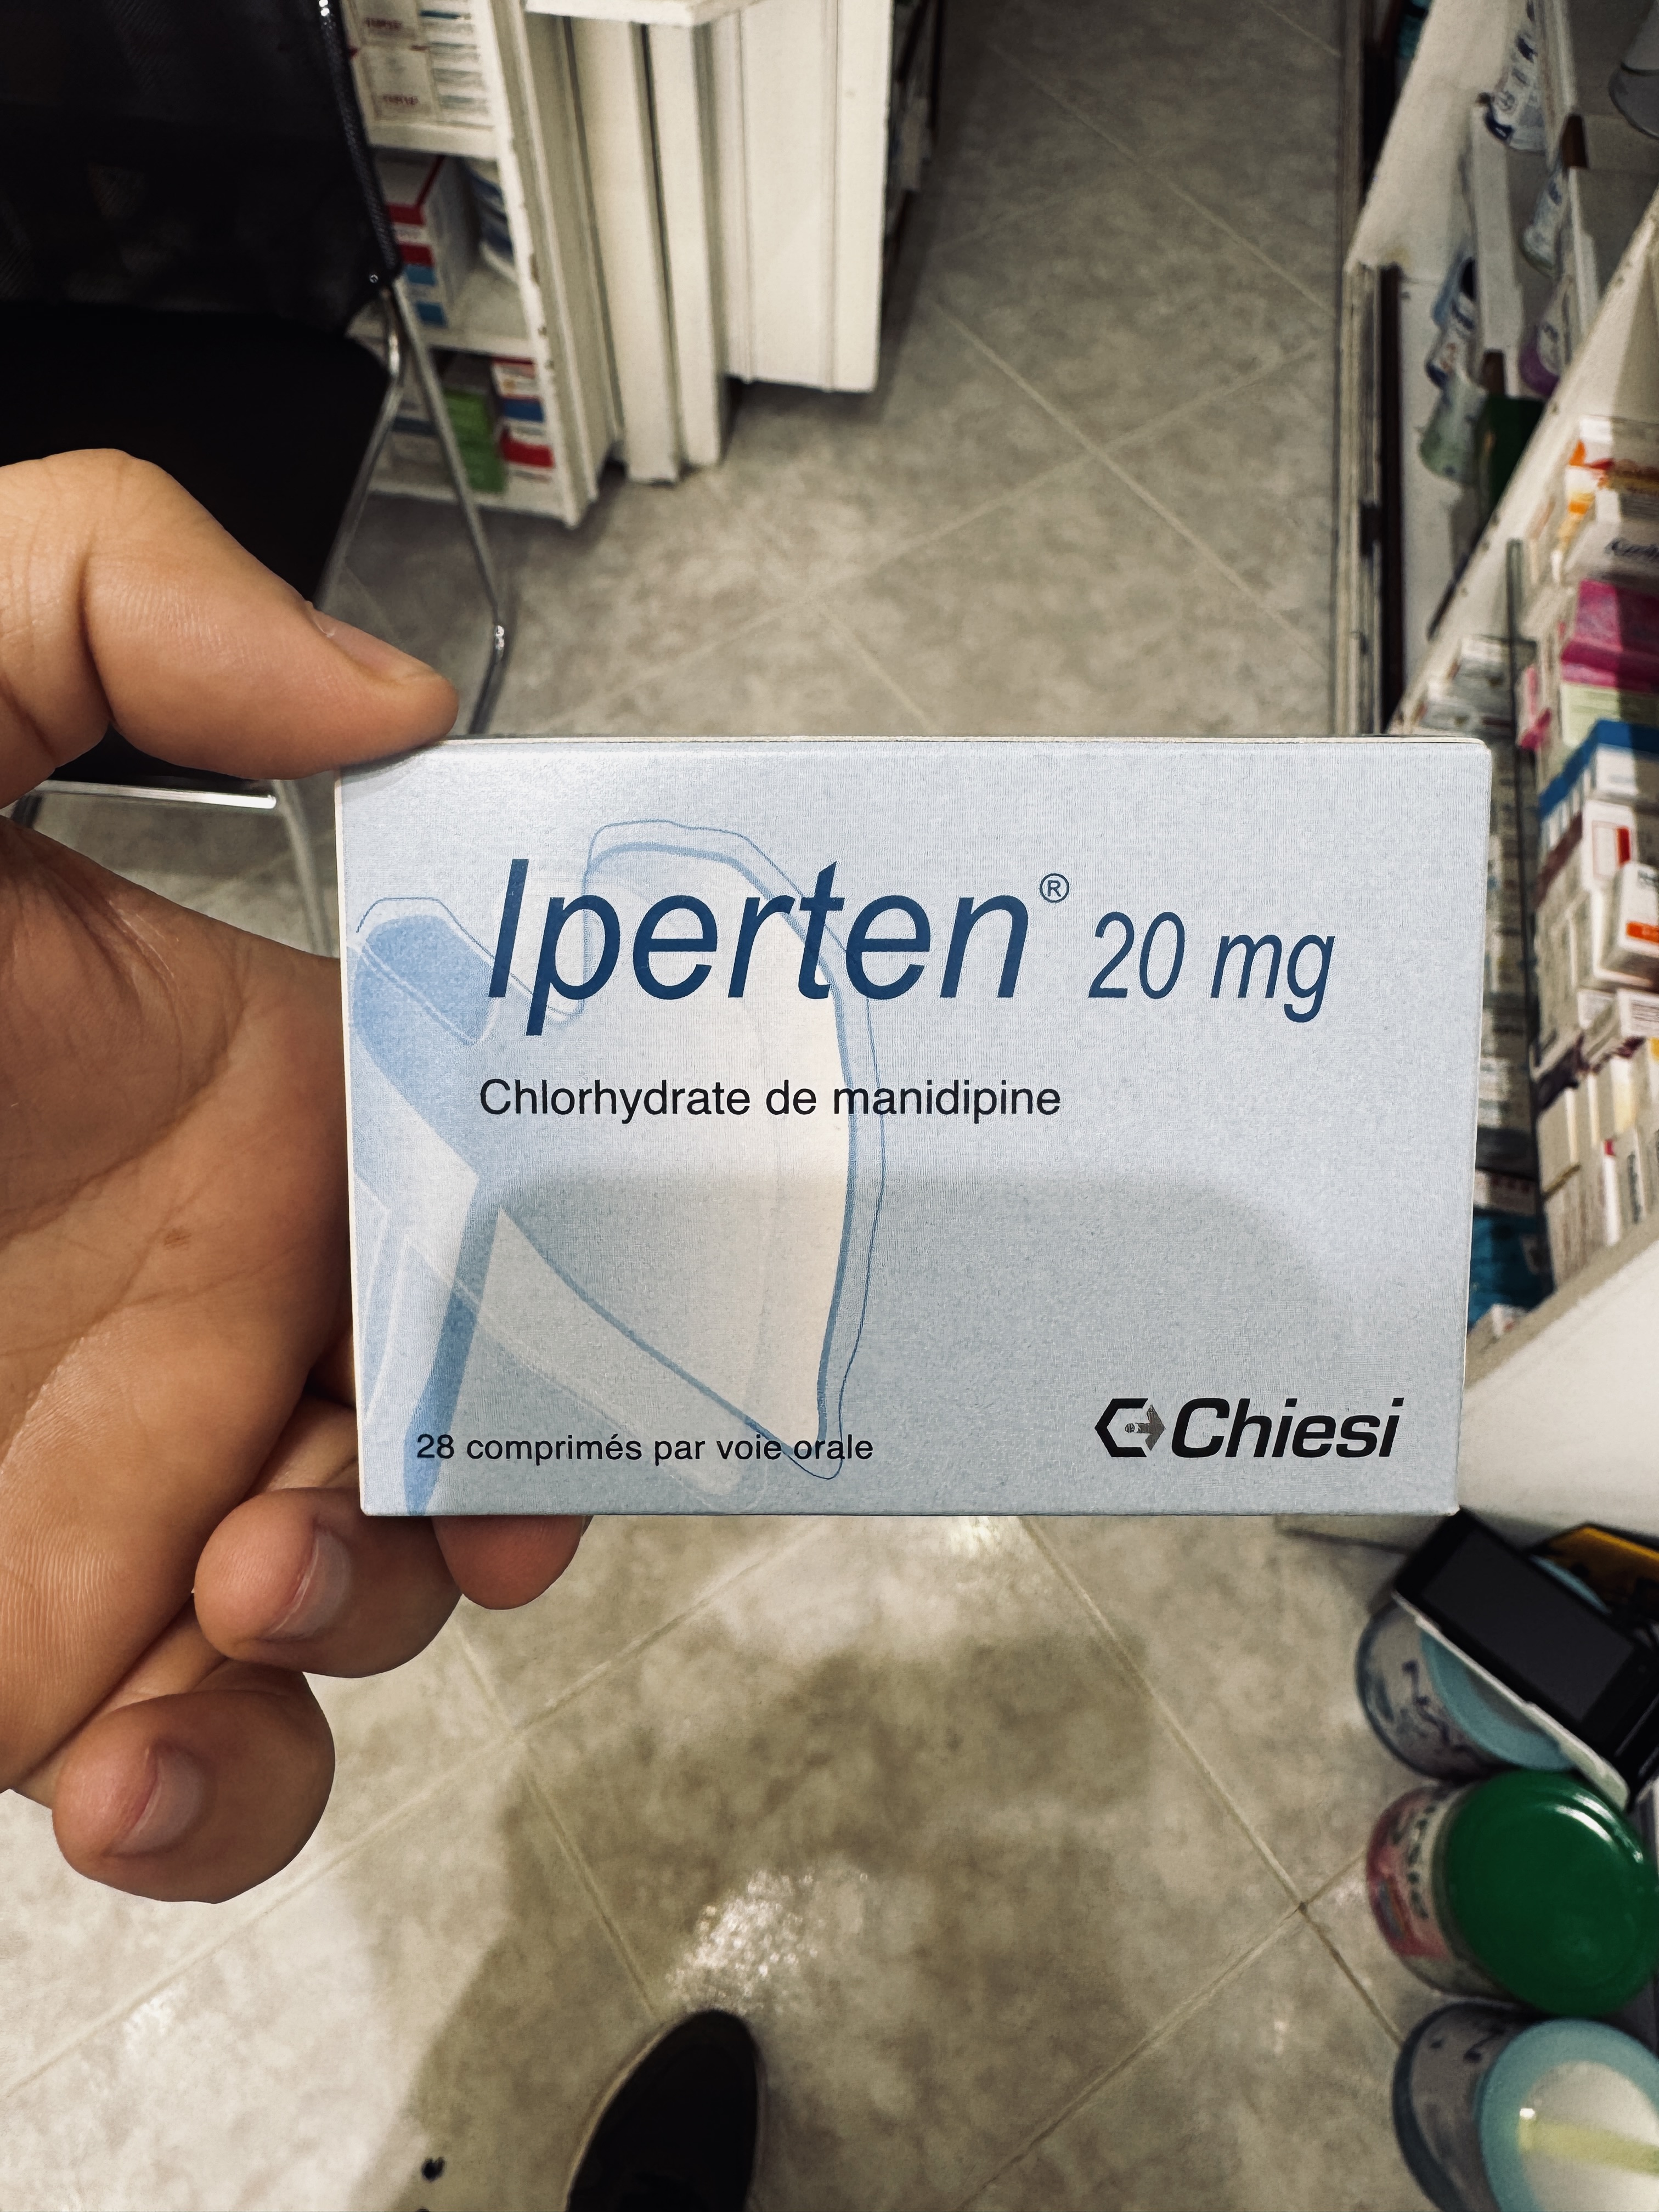 Iperten® 20 mg
Chlorhydrate de manidipine
28 comprimés par voie orale
Chiesi